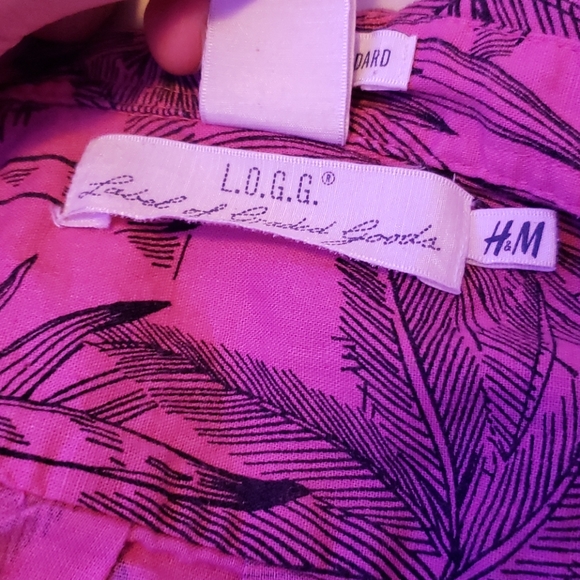 DARD
L.O.G.G.®
Label of Graded Goods
H&M